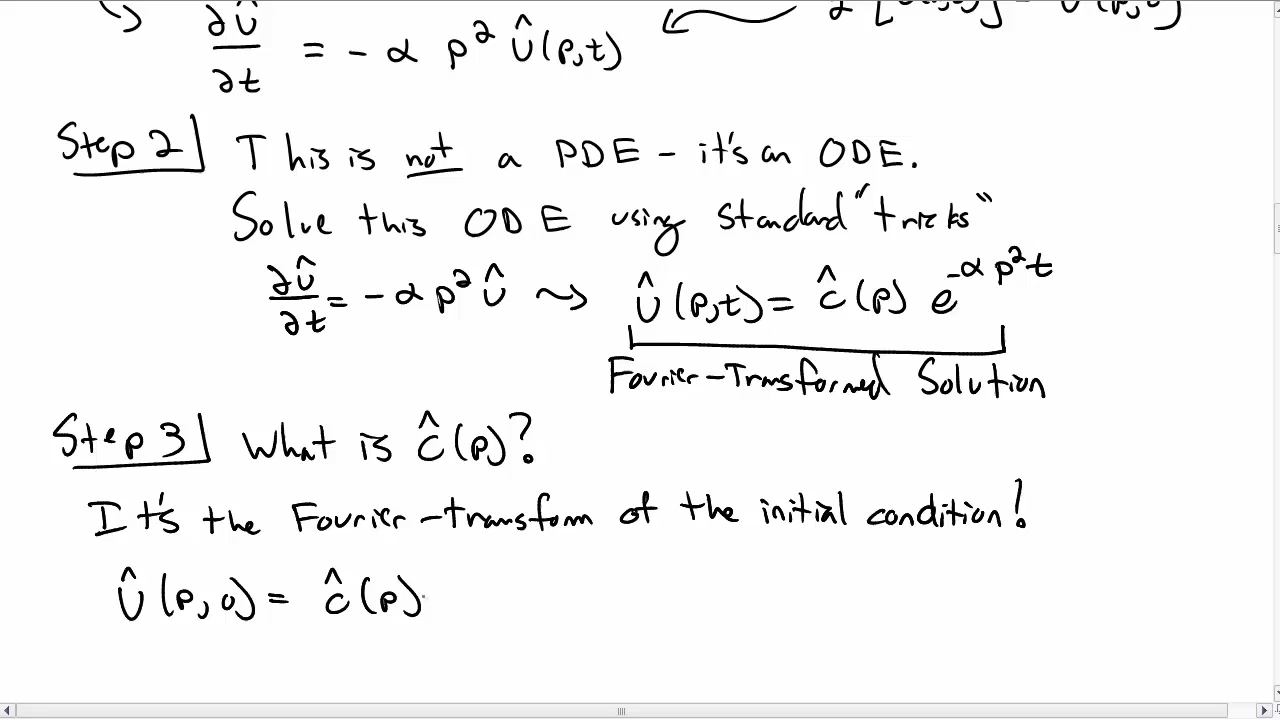 ∂Û/∂t = - α p² Û(p,t)
Step 2 This is not a PDE - it's an ODE.
Solve this ODE using standard "tricks"
∂Û/∂t = - α p² Û ⤳ Û(p,t) = ĉ(p) e^{-αp²t}
Fourier-Transformed Solution
Step 3 What is ĉ(p)?
It's the Fourier-transform of the initial condition!
Û(p,0) = ĉ(p)